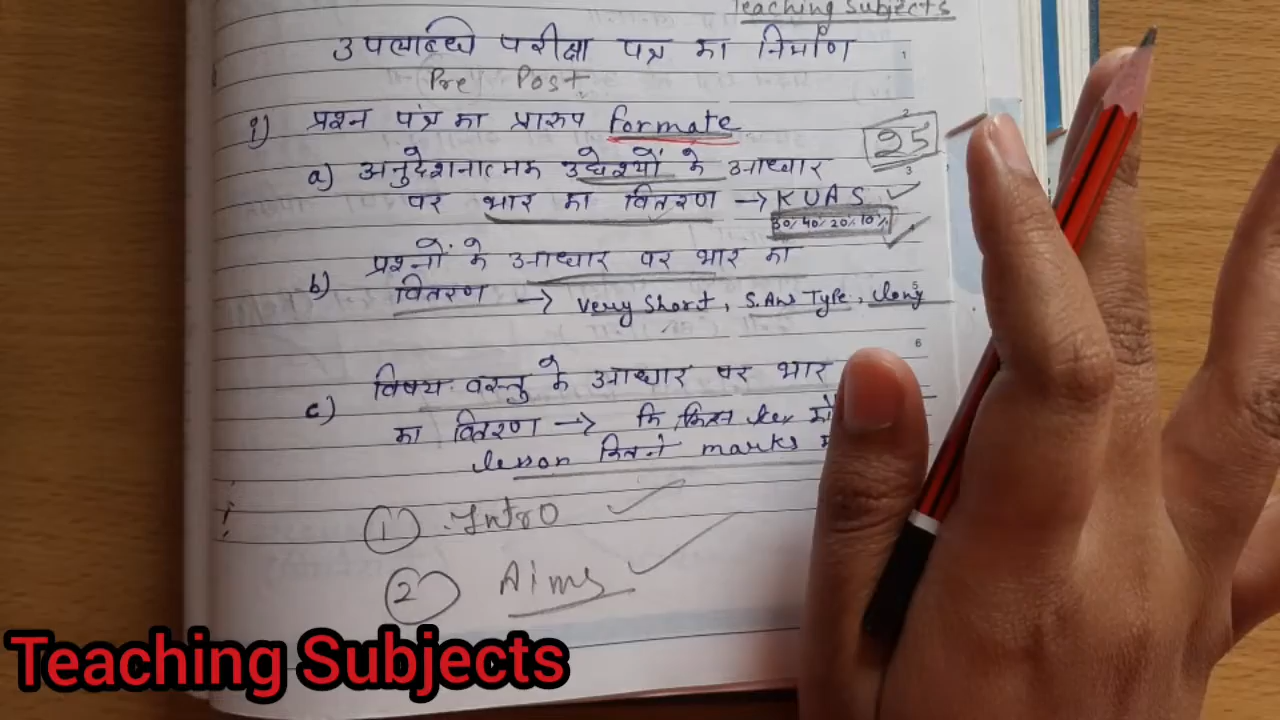 Teaching Subjects
उपलब्धि परीक्षा पत्र का निर्माण
Pre Post
1) प्रश्न पत्र का प्रारुप formate
25
a) अनुदेशनात्मक उद्देश्यों के आधार
पर भार का वितरण → K U A S
30% 40% 20% 10%
b) प्रश्नों के आधार पर भार का
वितरण → Very Short, S.Ans Type, long
c) विषय वस्तु के आधार पर भार
का वितरण → कि किस
lesson कितने marks
1 Intro
2 Aims
Teaching Subjects